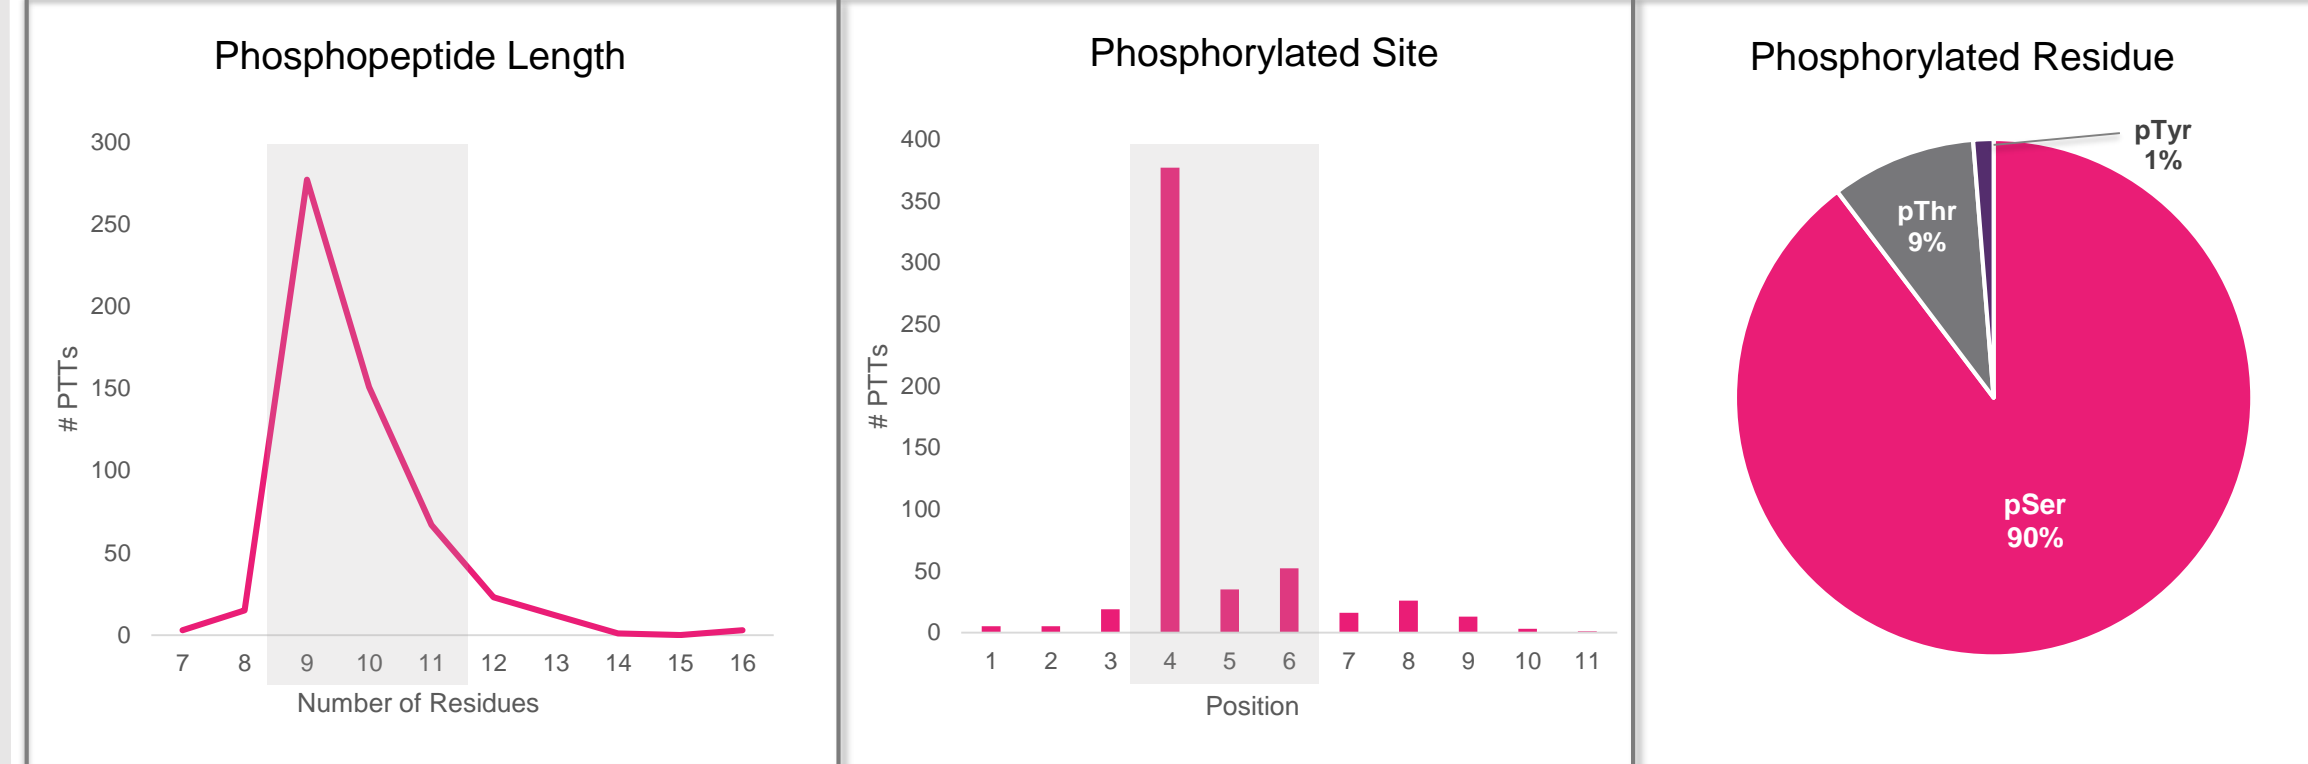 Phosphopeptide Length
300
250
200
150
100
50
0
# PTTs
7 8 9 10 11 12 13 14 15 16
Number of Residues
Phosphorylated Site
400
350
300
250
200
150
100
50
0
# PTTs
1 2 3 4 5 6 7 8 9 10 11
Position
Phosphorylated Residue
pTyr
1%
pThr
9%
pSer
90%